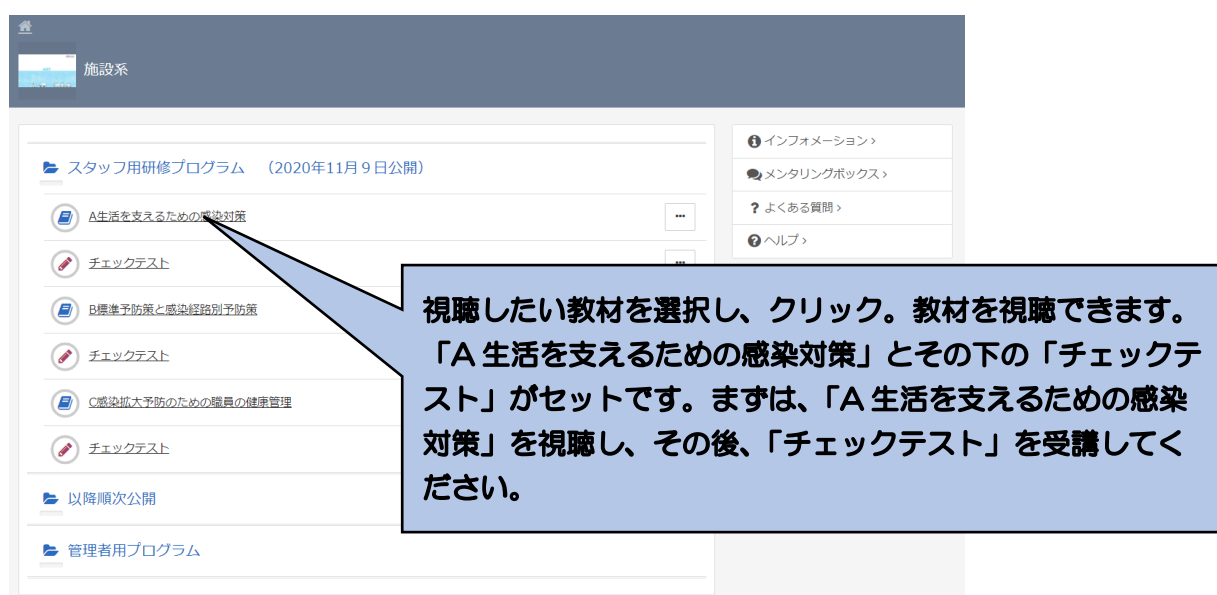 施設系
スタッフ用研修プログラム　（2020年11月９日公開）
A生活を支えるための感染対策
チェックテスト
B標準予防策と感染経路別予防策
チェックテスト
C感染拡大予防のための職員の健康管理
チェックテスト
以降順次公開
管理者用プログラム
インフォメーション ›
メンタリングボックス ›
? よくある質問 ›
ヘルプ ›
視聴したい教材を選択し、クリック。教材を視聴できます。
「A 生活を支えるための感染対策」とその下の「チェックテ
スト」がセットです。まずは、「A 生活を支えるための感染
対策」を視聴し、その後、「チェックテスト」を受講してく
ださい。